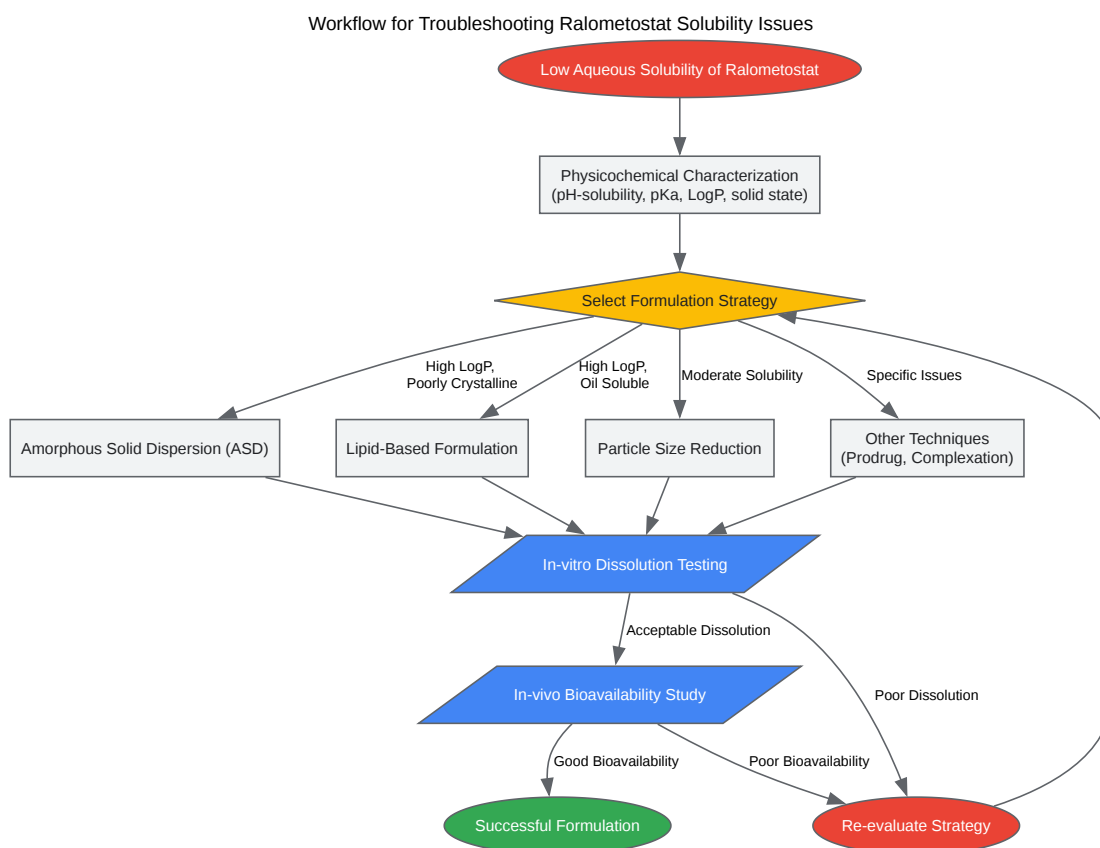 Workflow for Troubleshooting Ralometostat Solubility Issues
Low Aqueous Solubility of Ralometostat
Physicochemical Characterization
(pH-solubility, pKa, LogP, solid state)
Select Formulation Strategy
High LogP,
Poorly Crystalline
High LogP,
Oil Soluble
Moderate Solubility
Specific Issues
Amorphous Solid Dispersion (ASD)
Lipid-Based Formulation
Particle Size Reduction
Other Techniques
(Prodrug, Complexation)
In-vitro Dissolution Testing
Acceptable Dissolution
In-vivo Bioavailability Study
Poor Dissolution
Good Bioavailability
Poor Bioavailability
Successful Formulation
Re-evaluate Strategy